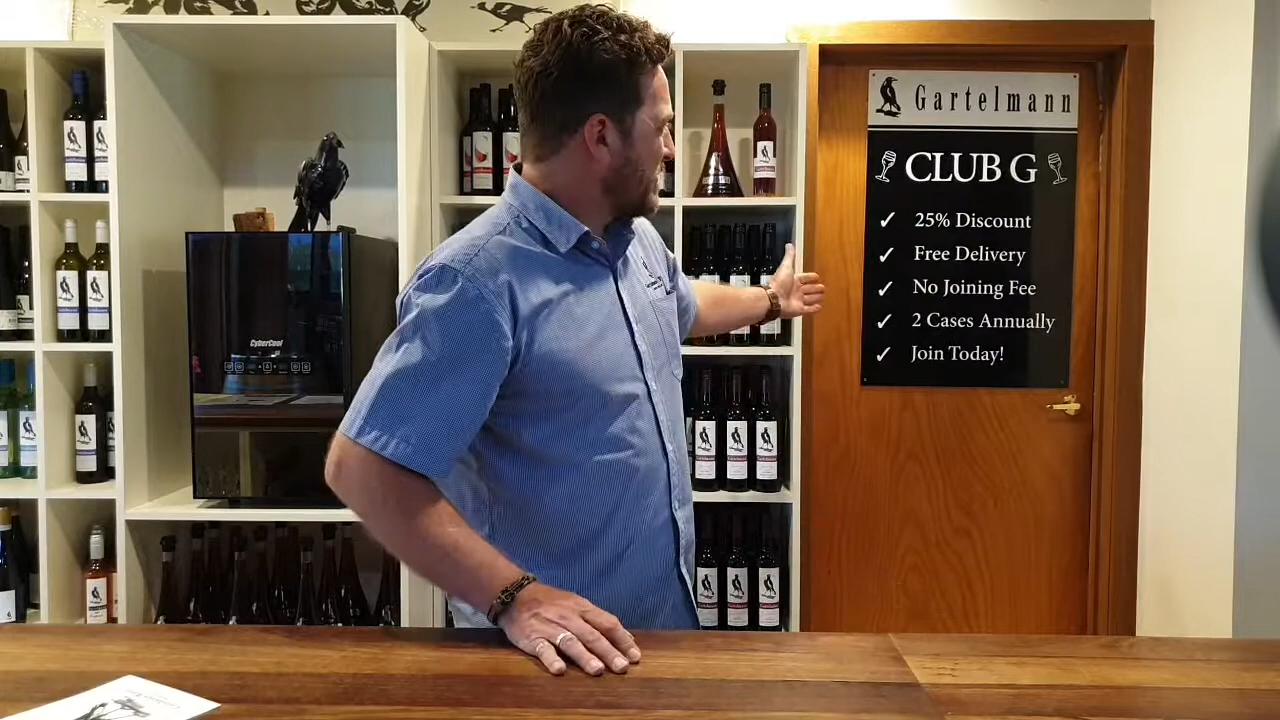 Gartelmann
CLUB G
✓ 25% Discount
✓ Free Delivery
✓ No Joining Fee
✓ 2 Cases Annually
✓ Join Today!
CyberCool